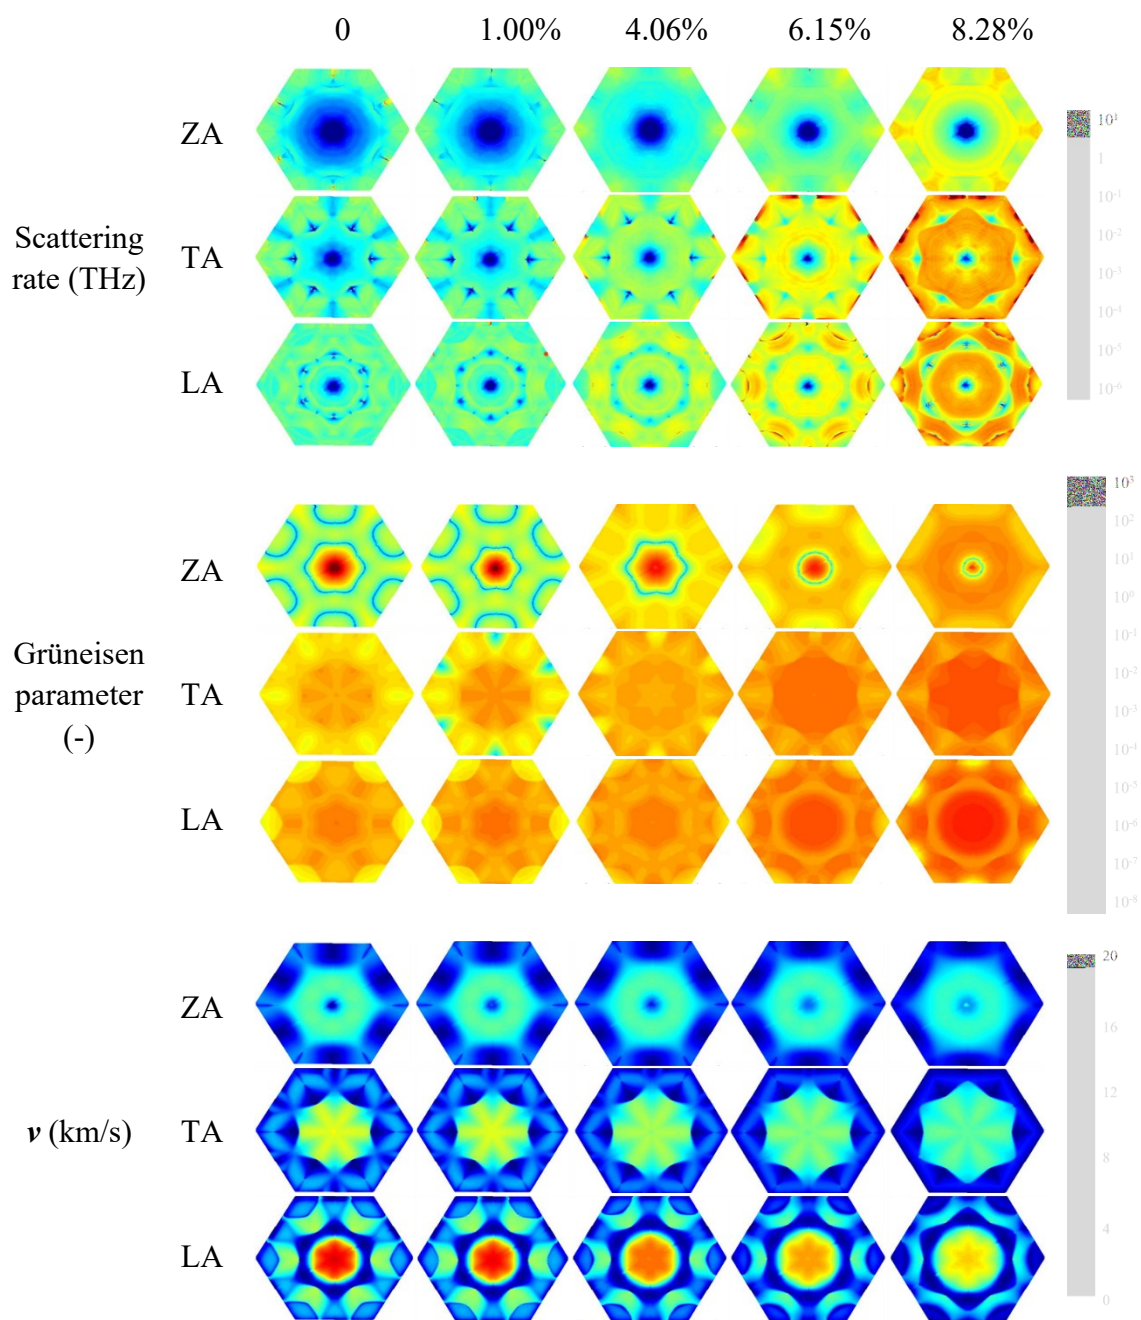 0 1.00% 4.06% 6.15% 8.28%
ZA
Scattering
rate (THz)
TA
LA
10¹
1
10⁻¹
10⁻²
10⁻³
10⁻⁴
10⁻⁵
10⁻⁶
ZA
Grüneisen
parameter
(-)
TA
LA
10³
10²
10¹
10⁰
10⁻¹
10⁻²
10⁻³
10⁻⁴
10⁻⁵
10⁻⁶
10⁻⁷
10⁻⁸
ZA
v (km/s)
TA
LA
20
16
12
8
4
0